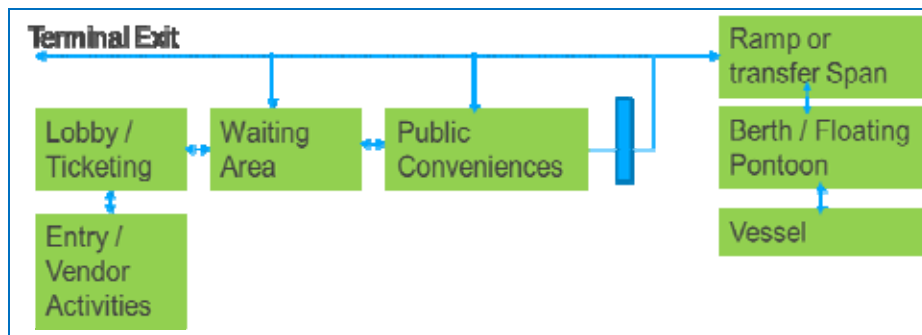 Terminal Exit
Ramp or
transfer Span
Lobby /
Ticketing
Waiting
Area
Public
Conveniences
Berth / Floating
Pontoon
Entry /
Vendor
Activities
Vessel